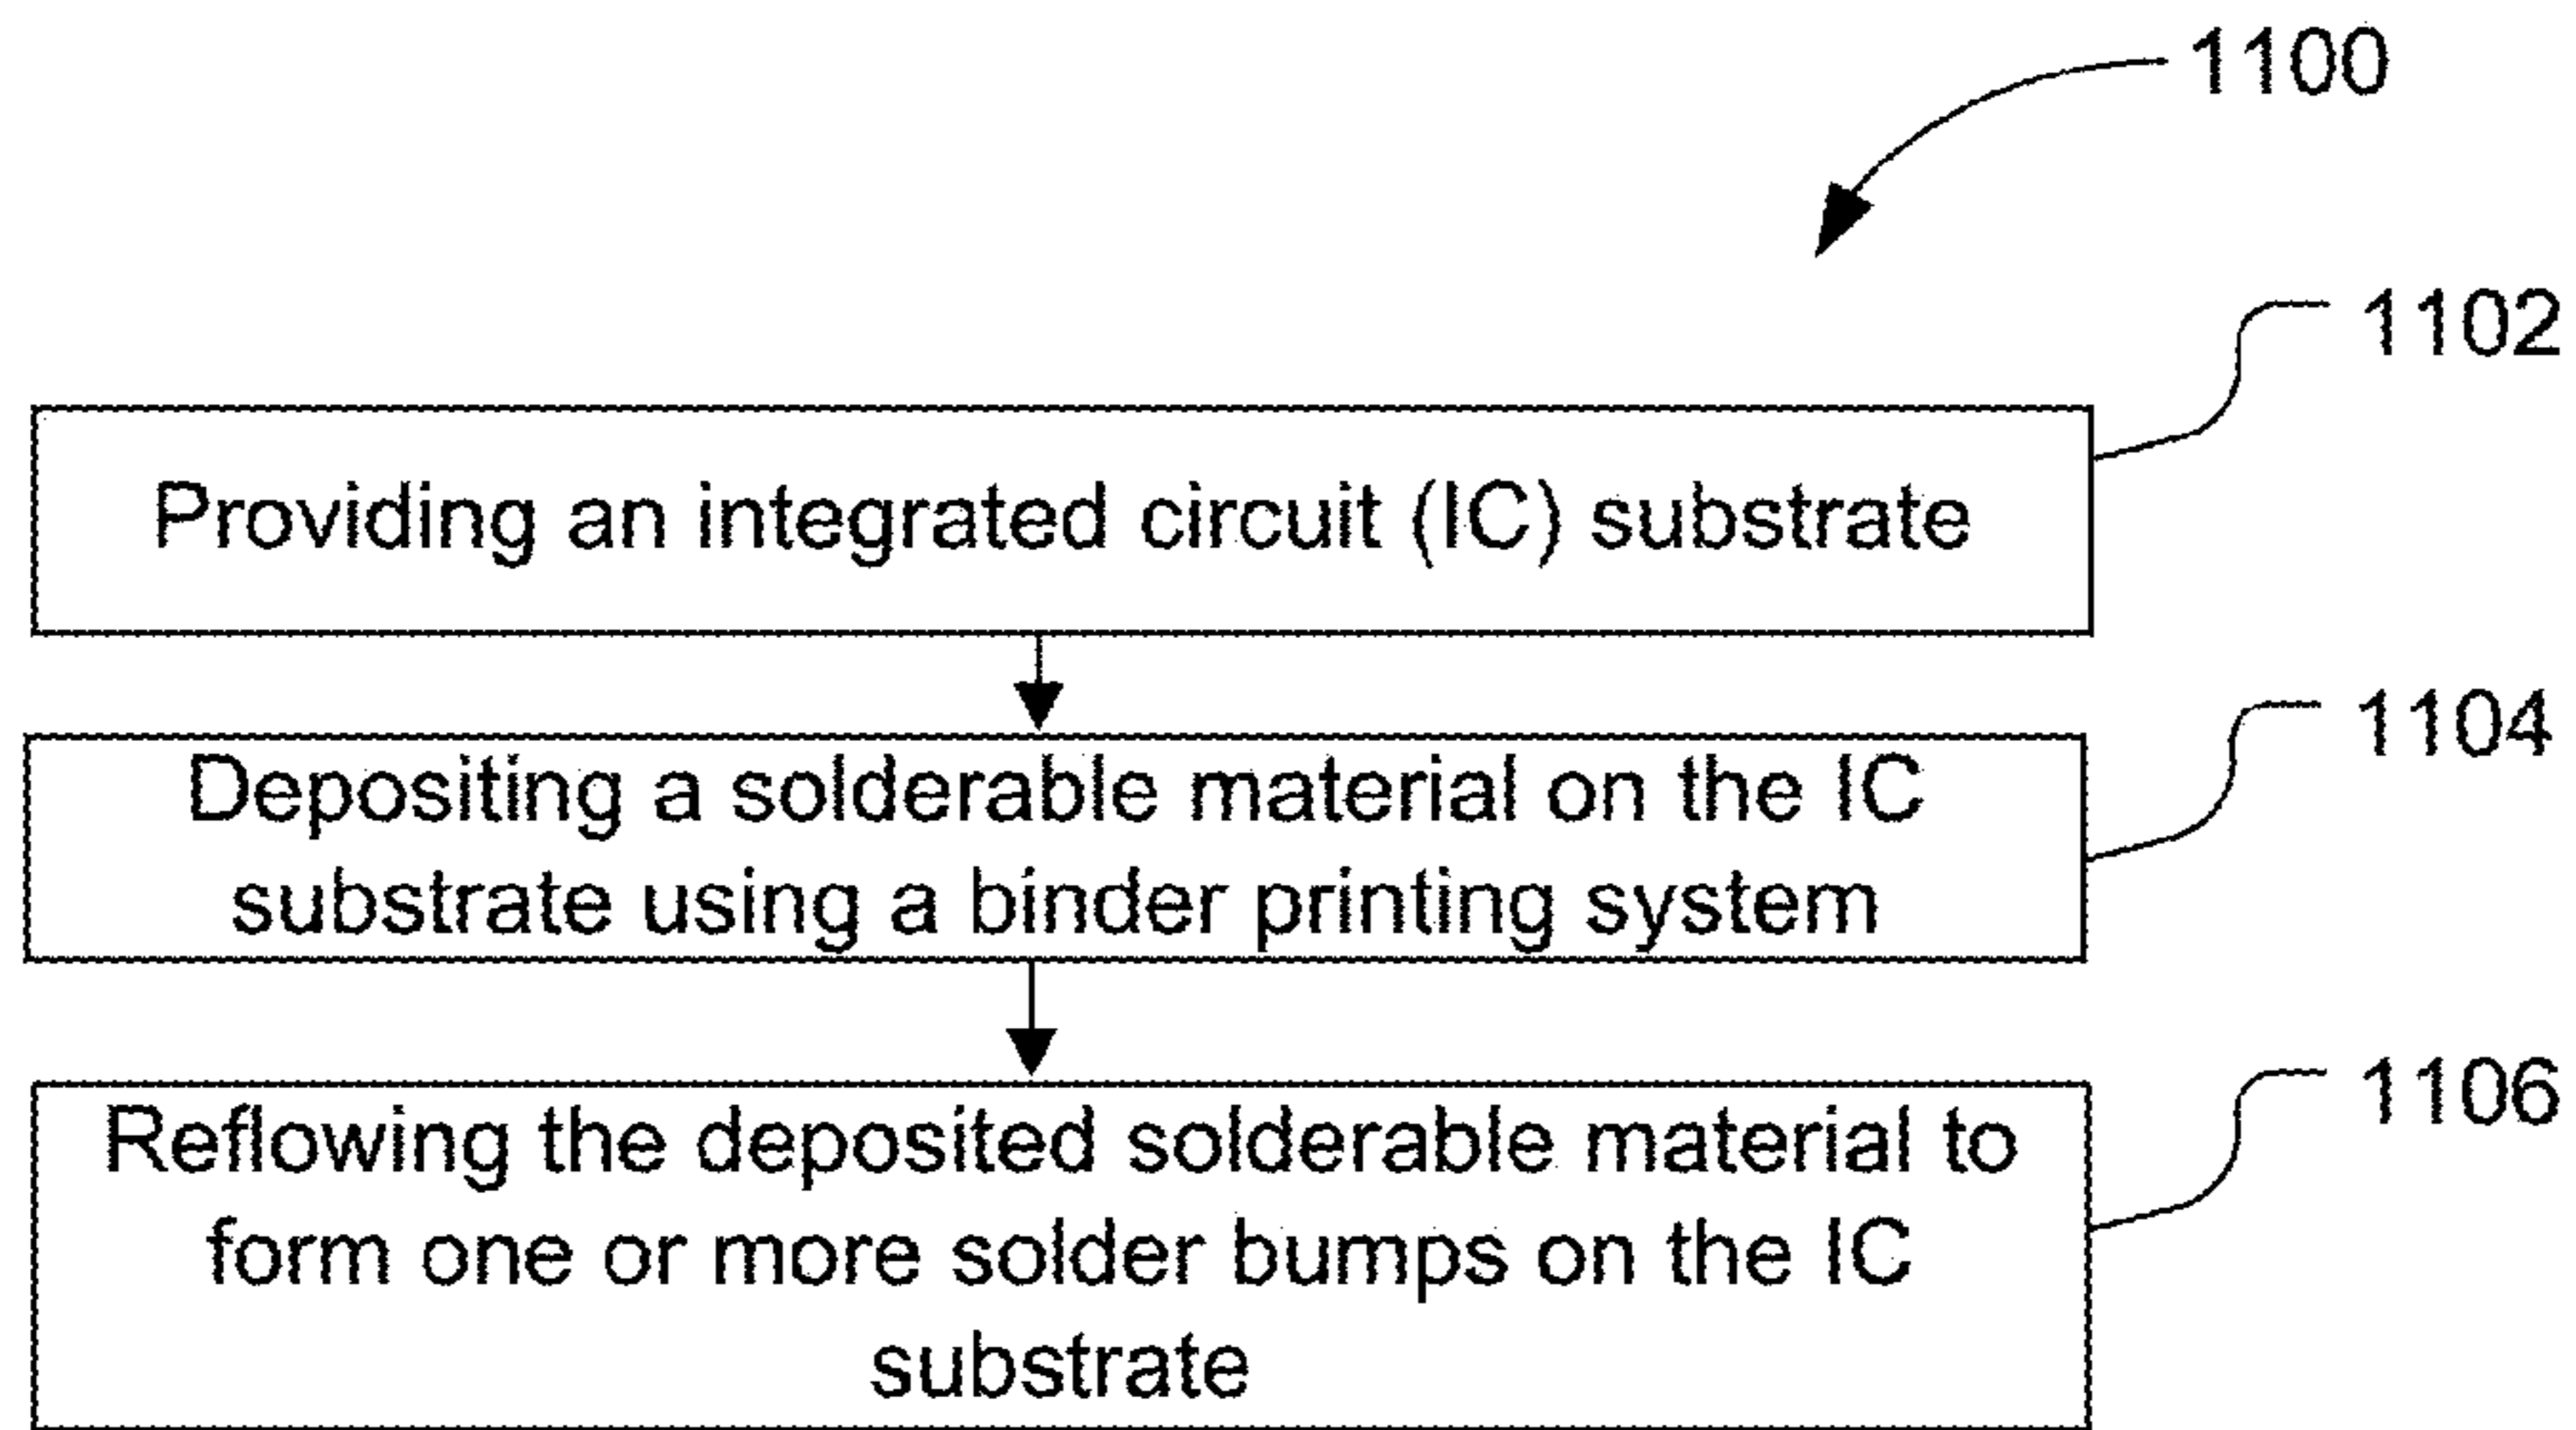 1100
1102
Providing an integrated circuit (IC) substrate
1104
Depositing a solderable material on the IC
substrate using a binder printing system
1106
Reflowing the deposited solderable material to
form one or more solder bumps on the IC
substrate